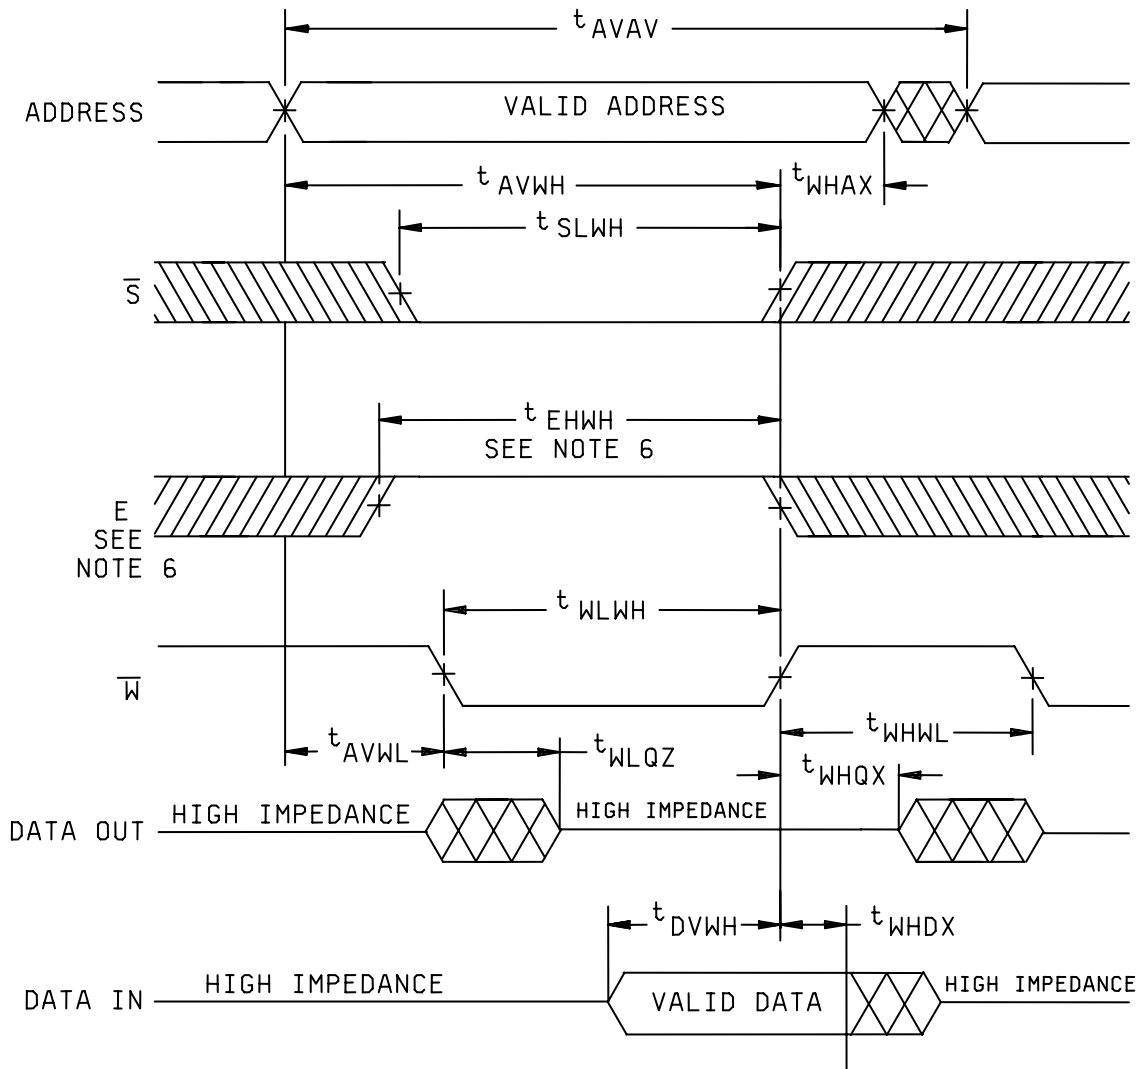 t AVAV
ADDRESS
VALID ADDRESS
t AVWH
t WHAX
t SLWH
S̅
t EHWH
SEE NOTE 6
E
SEE
NOTE 6
t WLWH
W̅
t AVWL
t WLQZ
t WHWL
t WHQX
DATA OUT
HIGH IMPEDANCE
HIGH IMPEDANCE
t DVWH
t WHDX
DATA IN
HIGH IMPEDANCE
VALID DATA
HIGH IMPEDANCE